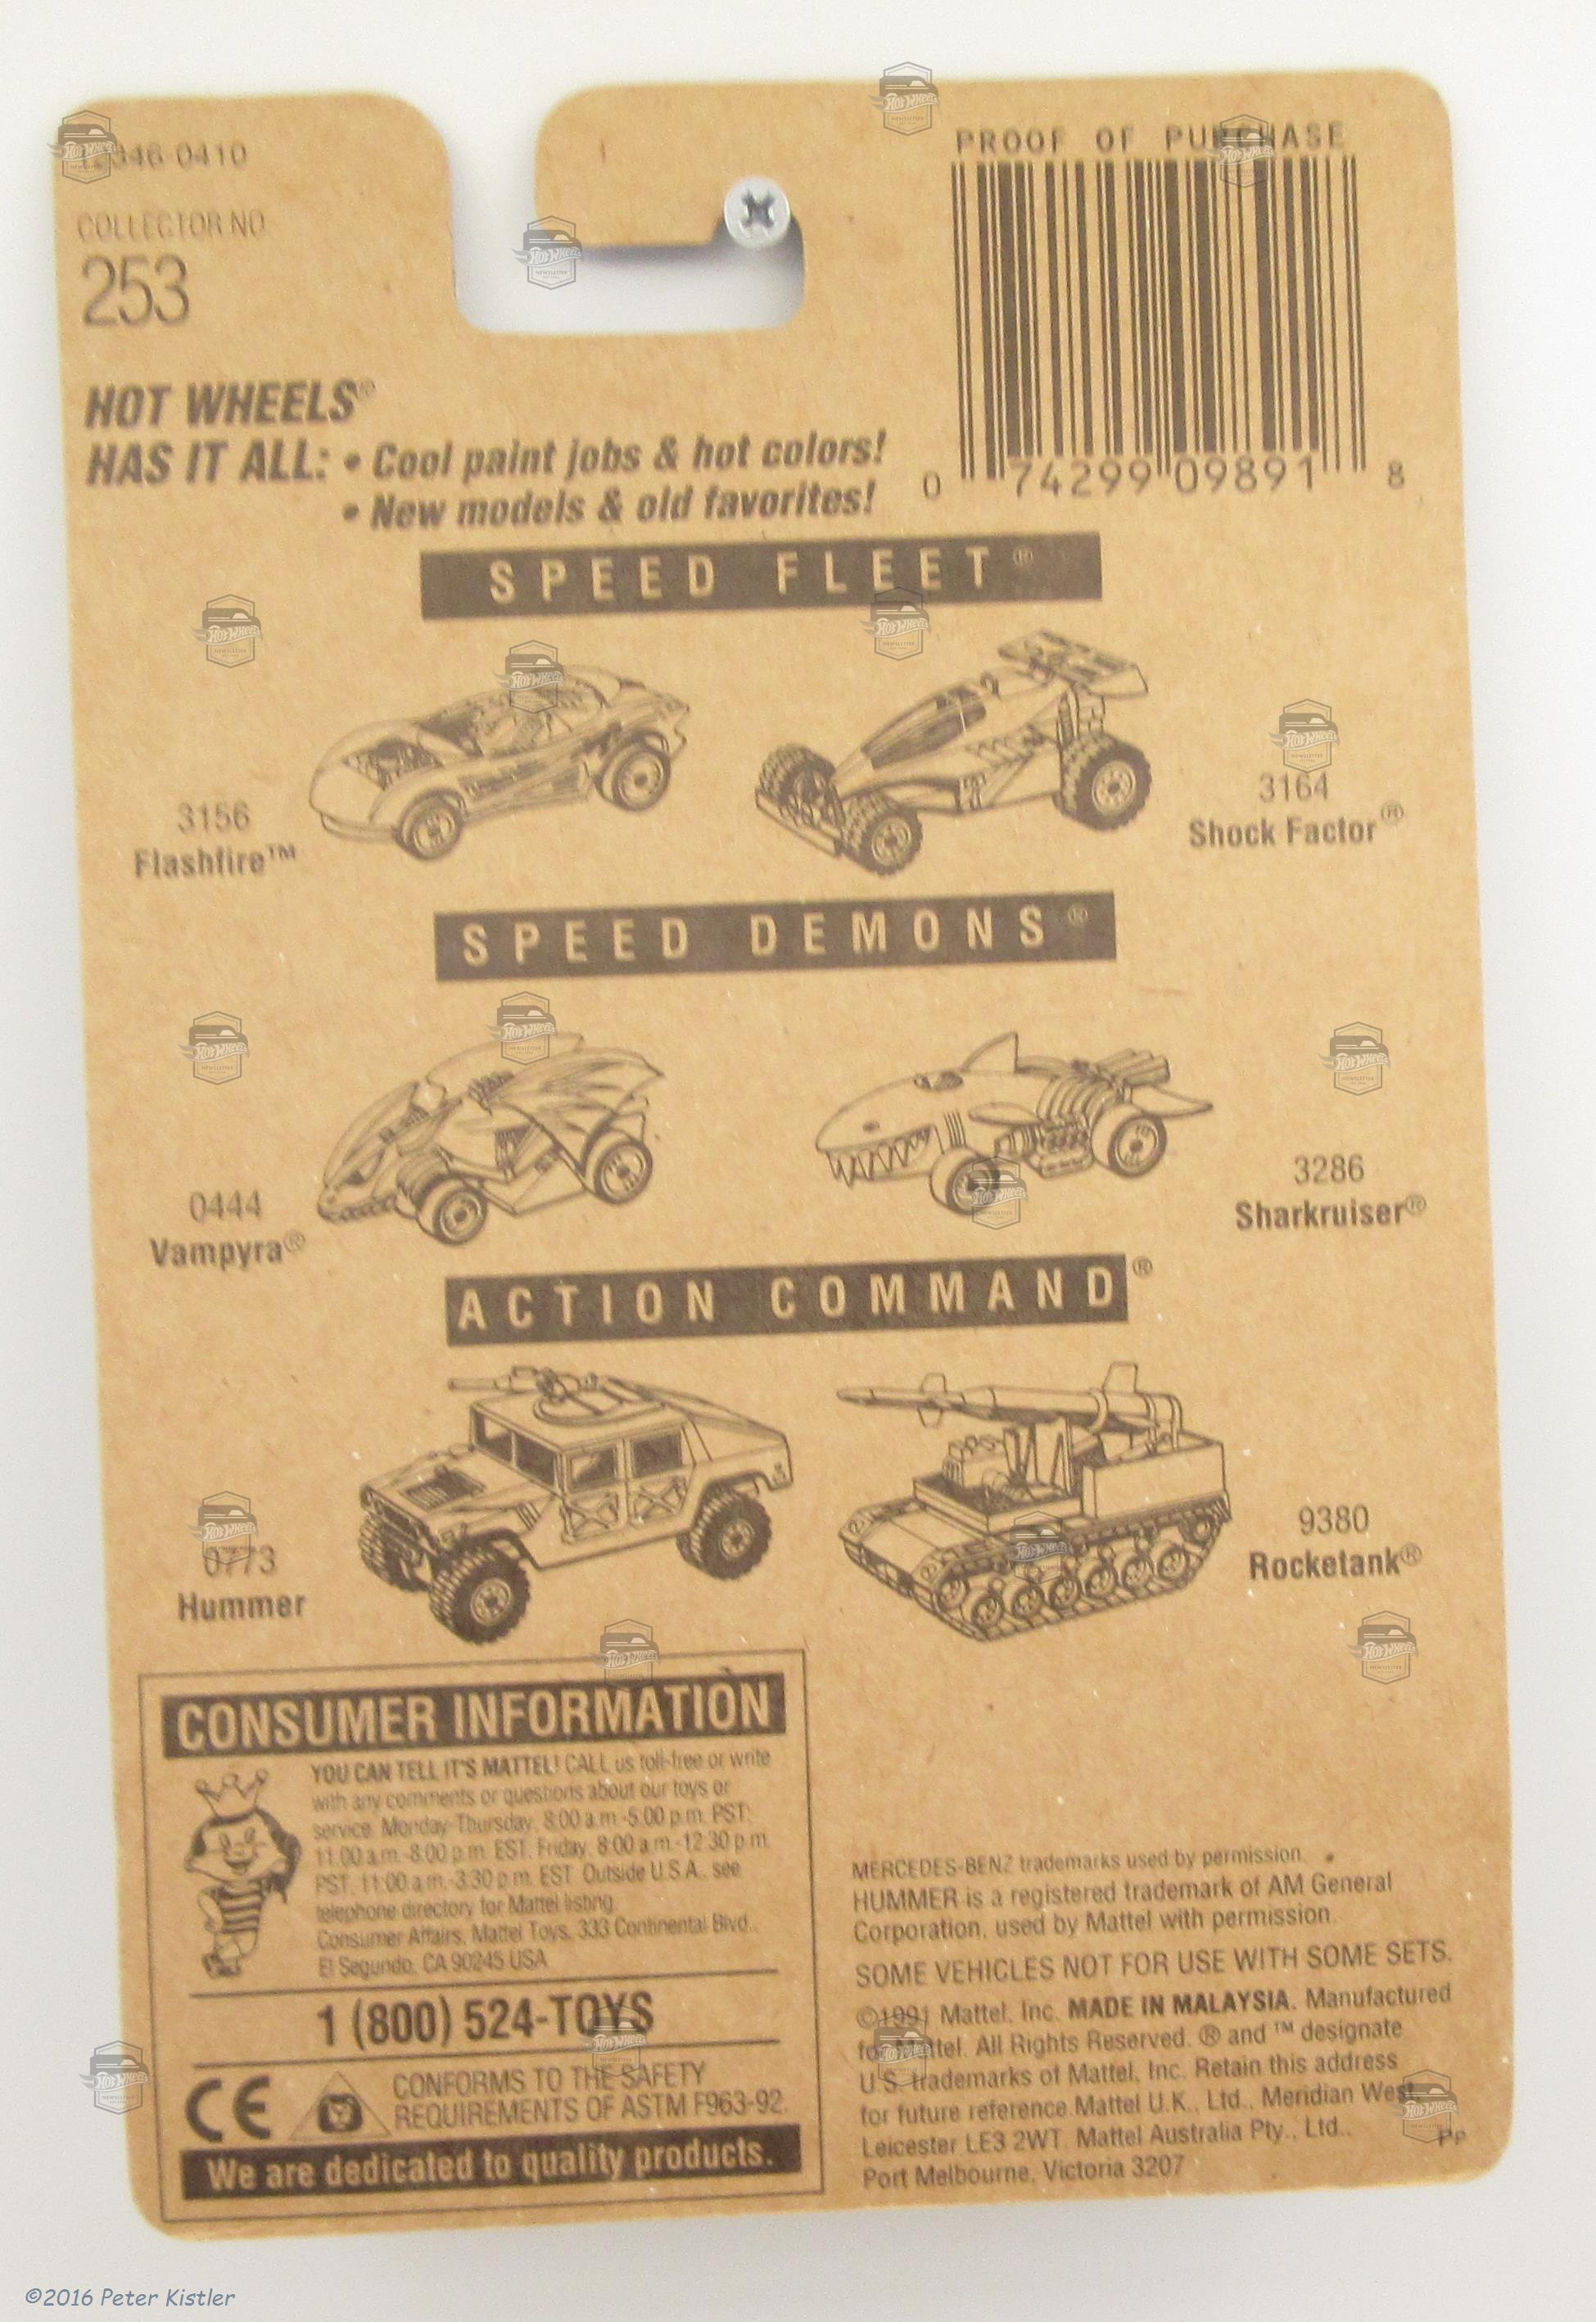 346-0410
COLLECTOR NO
253
PROOF OF PURCHASE
0 74299 09891 8
HOT WHEELS®
HAS IT ALL: • Cool paint jobs & hot colors!
• New models & old favorites!
SPEED FLEET®
3156
Flashfire™
3164
Shock Factor®
SPEED DEMONS®
0444
Vampyra®
3286
Sharkruiser®
ACTION COMMAND®
0773
Hummer
9380
Rocketank®
CONSUMER INFORMATION
YOU CAN TELL IT'S MATTEL! CALL us toll-free or write
with any comments or questions about our toys or
service. Monday-Thursday, 8:00 a.m.-5:00 p.m. PST;
11:00 a.m.-8:00 p.m. EST. Friday, 8:00 a.m.-12:30 p.m.
PST, 11:00 a.m.-3:30 p.m. EST. Outside U.S.A., see
telephone directory for Mattel listing.
Consumer Affairs, Mattel Toys, 333 Continental Blvd.,
El Segundo, CA 90245 USA
1 (800) 524-TOYS
CE
CONFORMS TO THE SAFETY
REQUIREMENTS OF ASTM F963-92.
We are dedicated to quality products.
MERCEDES-BENZ trademarks used by permission.
HUMMER is a registered trademark of AM General
Corporation, used by Mattel with permission.
SOME VEHICLES NOT FOR USE WITH SOME SETS.
©1991 Mattel, Inc. MADE IN MALAYSIA. Manufactured
for Mattel. All Rights Reserved. ® and ™ designate
U.S. trademarks of Mattel, Inc. Retain this address
for future reference. Mattel U.K., Ltd., Meridian West,
Leicester LE3 2WT. Mattel Australia Pty., Ltd.,
Port Melbourne, Victoria 3207
PP
©2016 Peter Kistler